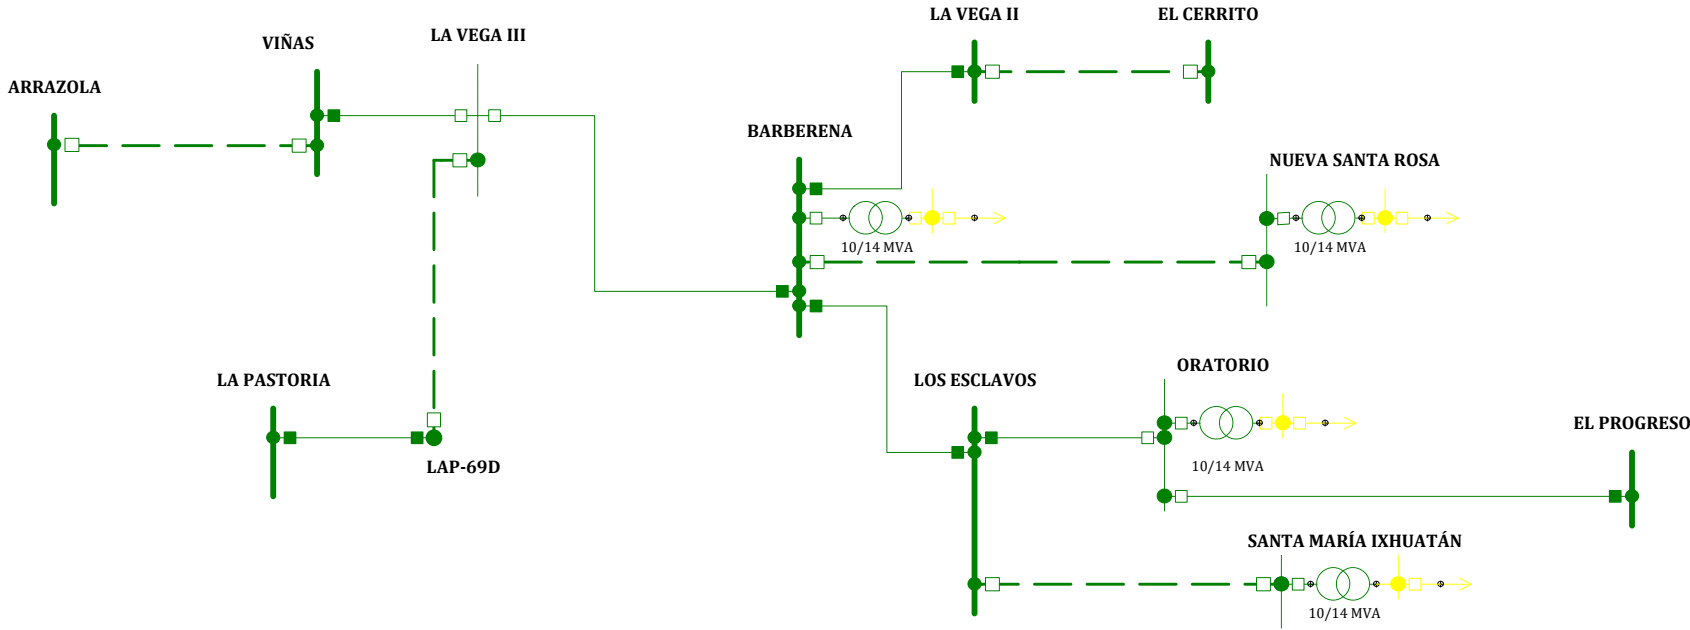 LA VEGA II
EL CERRITO
LA VEGA III
VIÑAS
ARRAZOLA
BARBERENA
NUEVA SANTA ROSA
10/14 MVA
10/14 MVA
ORATORIO
LA PASTORIA
LOS ESCLAVOS
EL PROGRESO
LAP-69D
10/14 MVA
SANTA MARÍA IXHUATÁN
10/14 MVA